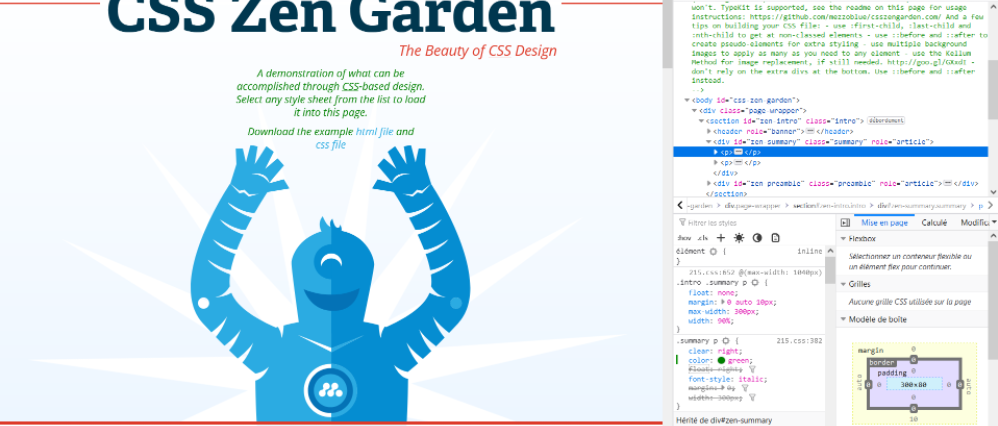 CSS Zen Garden
The Beauty of CSS Design
A demonstration of what can be
accomplished through CSS-based design.
Select any style sheet from the list to load
it into this page.
Download the example html file and
css file
won't. TypeKit is supported, see the readme on this page for usage
instructions: https://github.com/mezzoblue/csszengarden.com/ And a few
tips on building your CSS file: - use :first-child, :last-child and
:nth-child to get at non-classed elements - use ::before and ::after to
create pseudo-elements for extra styling - use multiple background
images to apply as many as you need to any element - use the Kellum
Method for image replacement, if still needed. http://goo.gl/GXxdI -
don't rely on the extra divs at the bottom. Use ::before and ::after
instead.
-->
<body id="css-zen-garden">
<div class="page-wrapper">
<section id="zen-intro" class="intro"> débordement
<header role="banner"></header>
<div id="zen-summary" class="summary" role="article">
<p></p>
<p></p>
</div>
<div id="zen-preamble" class="preamble" role="article"></div>
</section>
-garden > div.page-wrapper > section#zen-intro.intro > div#zen-summary.summary > p
Filtrer les styles
:hov .cls +
élément { inline
}
215.css:652 @(max-width: 1040px)
.intro .summary p {
float: none;
margin: 0 auto 10px;
max-width: 300px;
width: 90%;
}
.summary p { 215.css:382
clear: right;
color: green;
float: right;
font-style: italic;
margin: 0;
width: 300px;
}
Hérité de div#zen-summary
Mise en page Calculé Modific
Flexbox
Sélectionnez un conteneur flexible ou
un élément flex pour continuer.
Grilles
Aucune grille CSS utilisée sur la page
Modèle de boîte
margin 0
border 0
padding 0
auto 0 0 300×80 0 0 auto
0
0
10